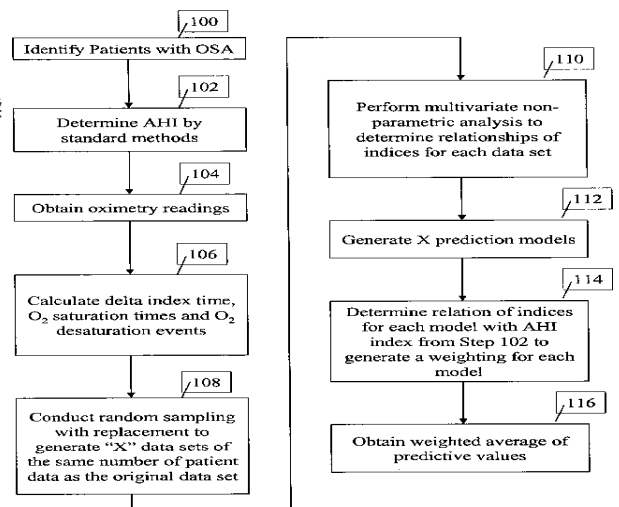 100
Identify Patients with OSA
102
Determine AHI by
standard methods
104
Obtain oximetry readings
106
Calculate delta index time,
O₂ saturation times and O₂
desaturation events
108
Conduct random sampling
with replacement to
generate “X” data sets of
the same number of patient
data as the original data set
110
Perform multivariate non-
parametric analysis to
determine relationships of
indices for each data set
112
Generate X prediction models
114
Determine relation of indices
for each model with AHI
index from Step 102 to
generate a weighting for each
model
116
Obtain weighted average of
predictive values